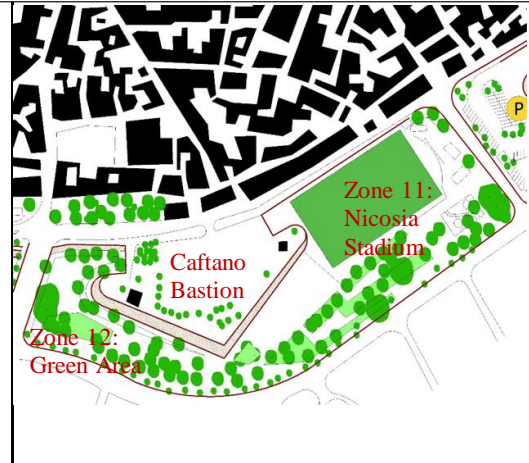 P
Zone 11:
Nicosia
Stadium
Caftano
Bastion
Zone 12:
Green Area